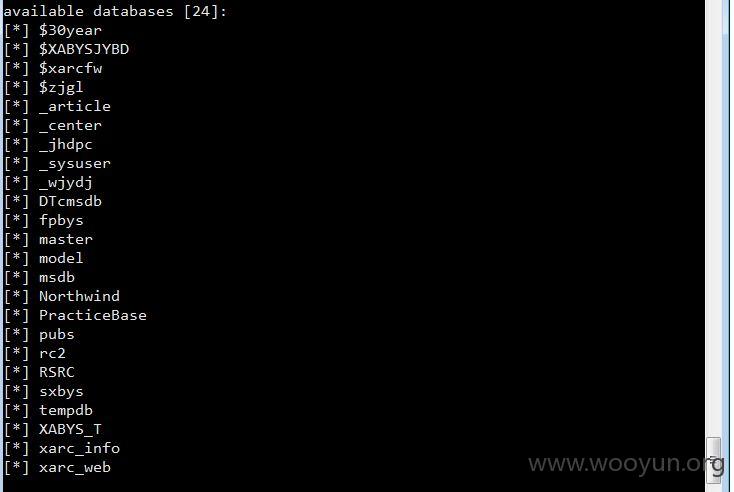 available databases [24]:
[*] $30year
[*] $XABYSJYBD
[*] $xarcfw
[*] $zjgl
[*] _article
[*] _center
[*] _jhdpc
[*] _sysuser
[*] _wjydj
[*] DTcmsdb
[*] fpbys
[*] master
[*] model
[*] msdb
[*] Northwind
[*] PracticeBase
[*] pubs
[*] rc2
[*] RSRC
[*] sxbys
[*] tempdb
[*] XABYS_T
[*] xarc_info
[*] xarc_web
www.wooyun.org